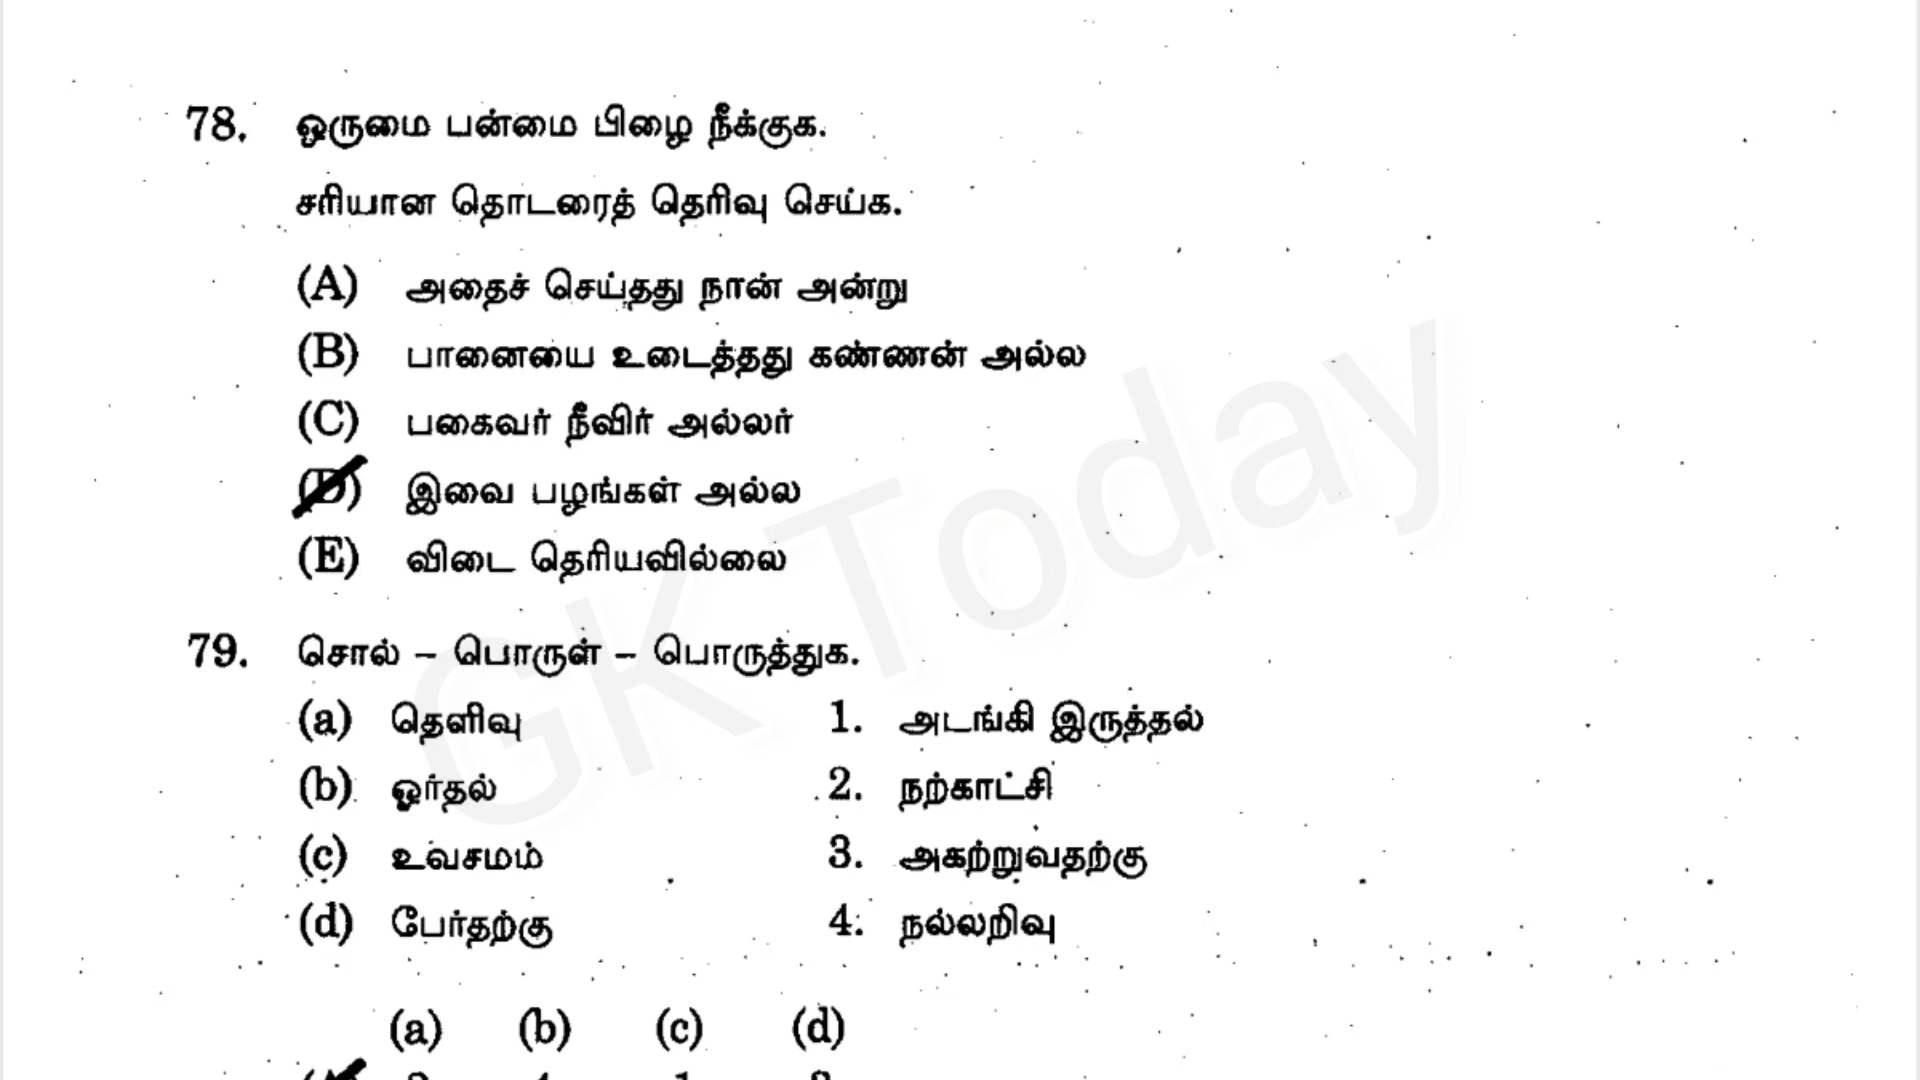 78. ஒருமை பன்மை பிழை நீக்குக.
சரியான தொடரைத் தெரிவு செய்க.
(A) அதைச் செய்தது நான் அன்று
(B) பானையை உடைத்தது கண்ணன் அல்ல
(C) பகைவர் நீவிர் அல்லர்
(D) இவை பழங்கள் அல்ல
(E) விடை தெரியவில்லை
79. சொல் – பொருள் – பொருத்துக.
(a) தெளிவு 1. அடங்கி இருத்தல்
(b) ஓர்தல் 2. நற்காட்சி
(c) உவசமம் 3. அகற்றுவதற்கு
(d) பேர்தற்கு 4. நல்லறிவு
(a) (b) (c) (d)
GK Today